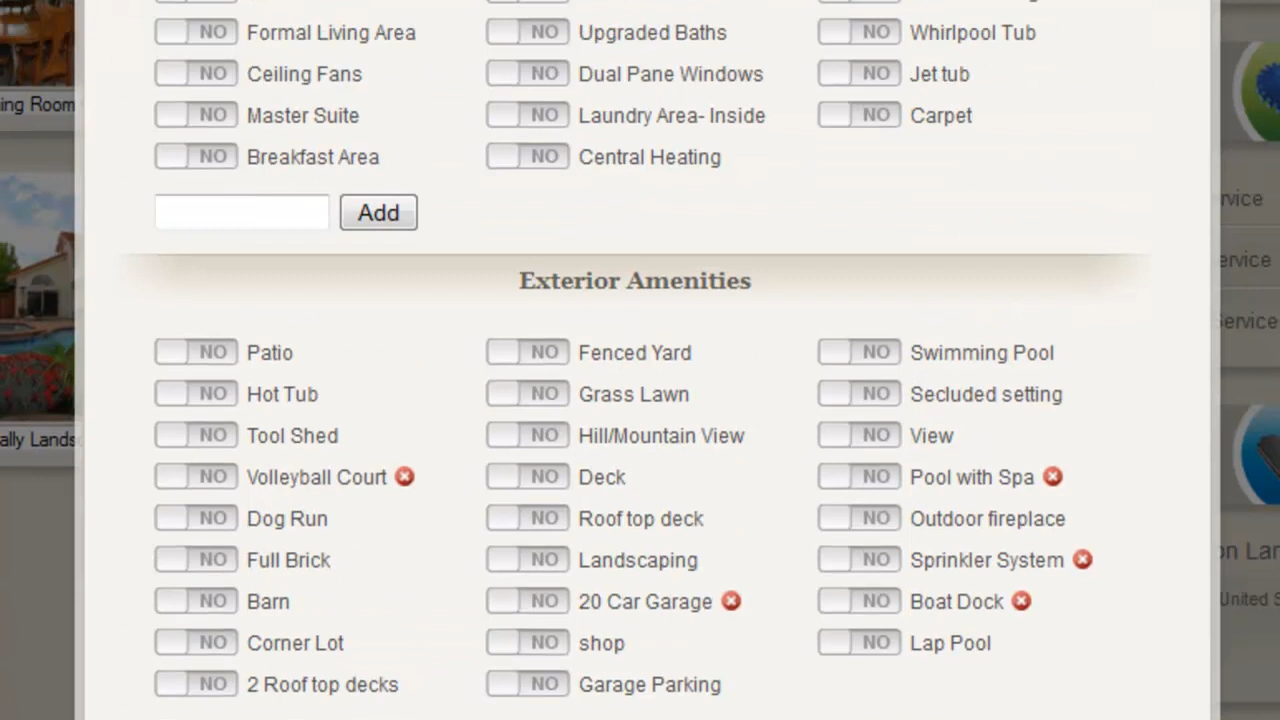 NO Formal Living Area NO Upgraded Baths NO Whirlpool Tub
NO Ceiling Fans NO Dual Pane Windows NO Jet tub
ing Room NO Master Suite NO Laundry Area- Inside NO Carpet
NO Breakfast Area NO Central Heating
rvice
Add
ervice
Exterior Amenities
Service
NO Patio NO Fenced Yard NO Swimming Pool
NO Hot Tub NO Grass Lawn NO Secluded setting
ally Lands NO Tool Shed NO Hill/Mountain View NO View
NO Volleyball Court NO Deck NO Pool with Spa
NO Dog Run NO Roof top deck NO Outdoor fireplace
NO Full Brick NO Landscaping NO Sprinkler System
on Lan
NO Barn NO 20 Car Garage NO Boat Dock
United S
NO Corner Lot NO shop NO Lap Pool
NO 2 Roof top decks NO Garage Parking